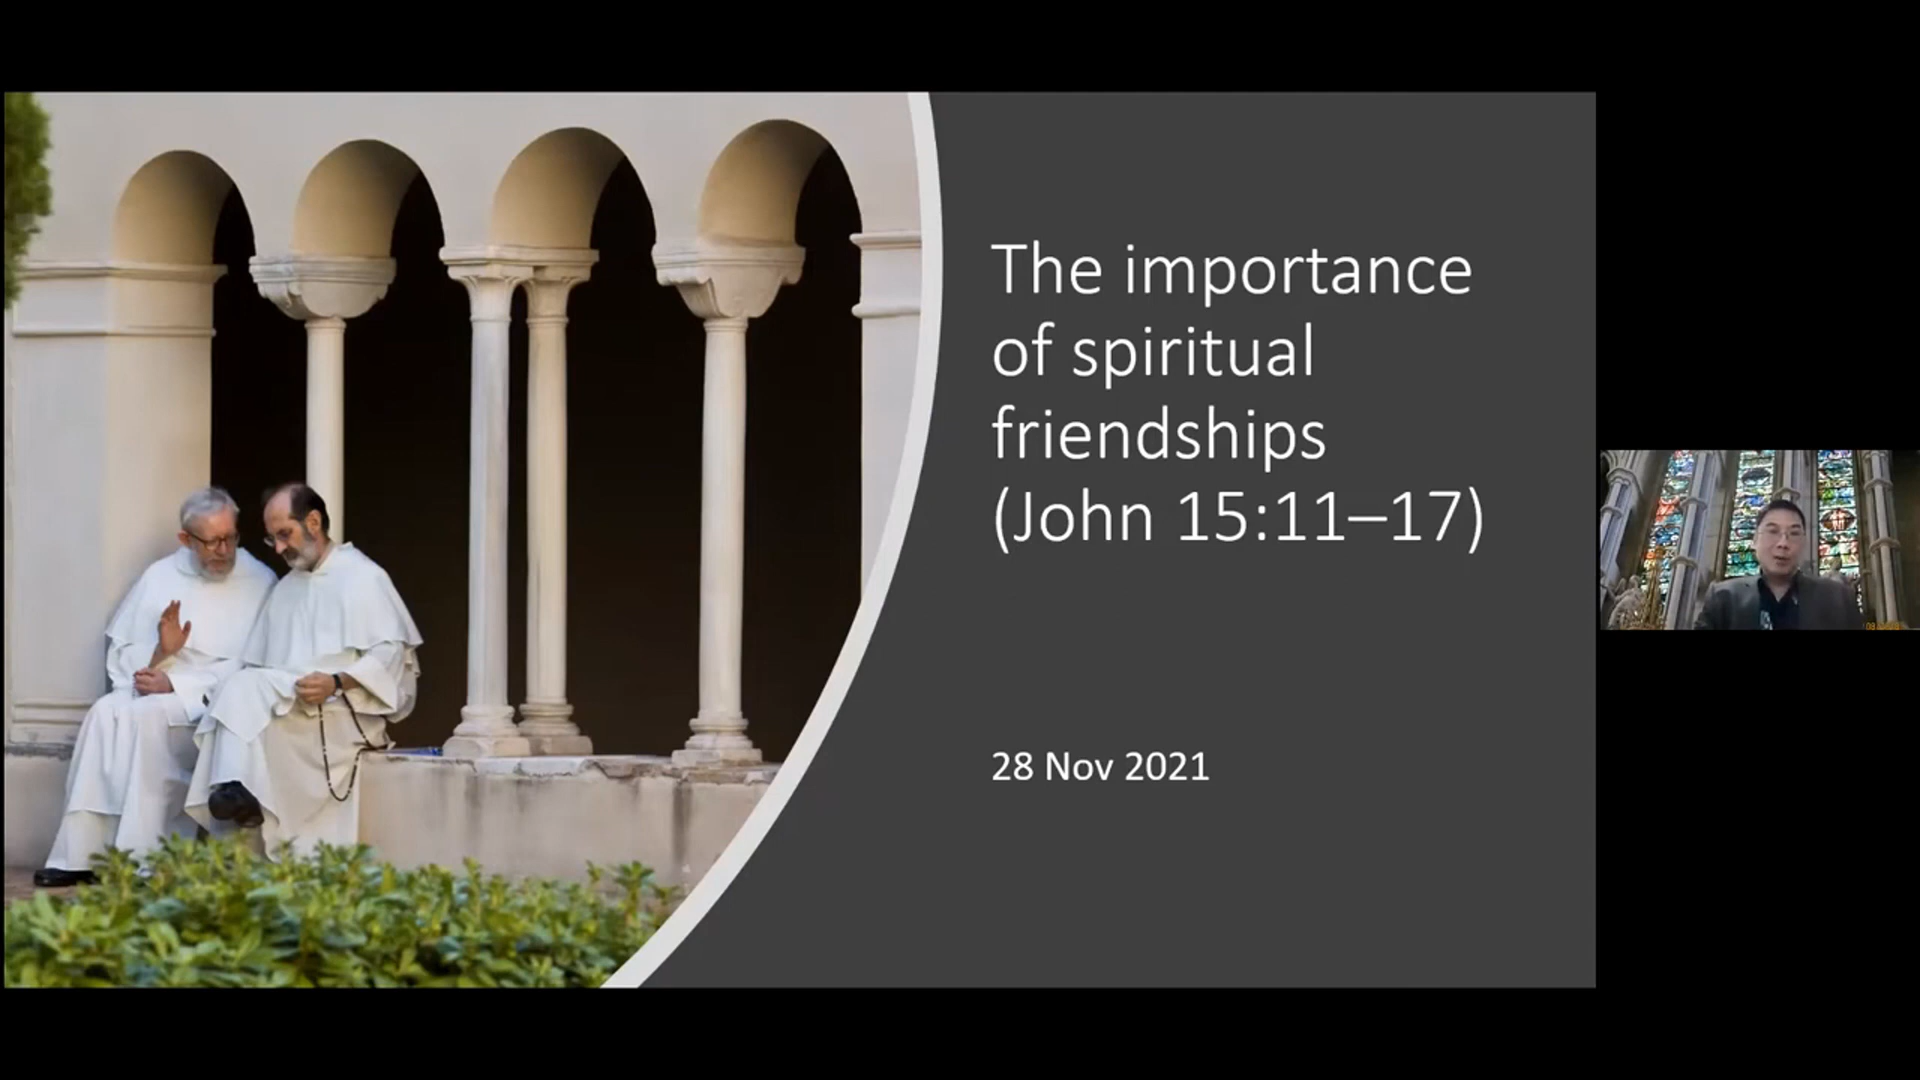 The importance
of spiritual
friendships
(John 15:11–17)
28 Nov 2021